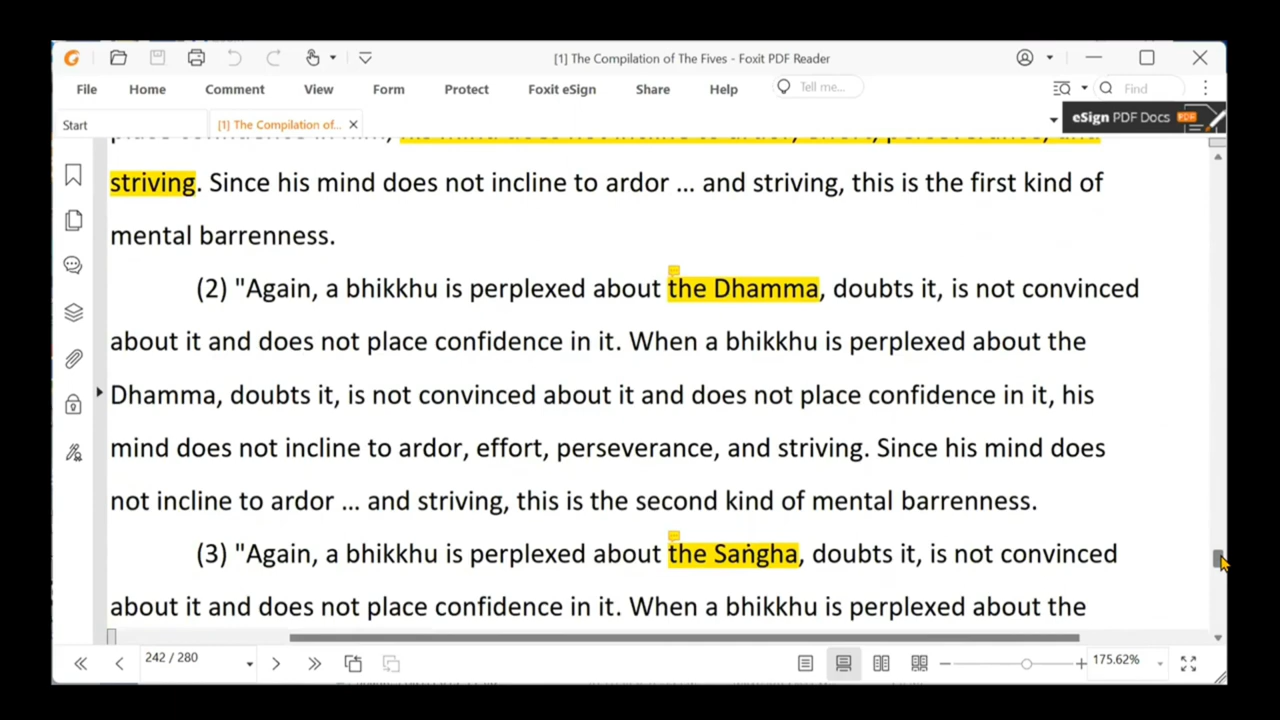 [1] The Compilation of The Fives - Foxit PDF Reader
File Home Comment View Form Protect Foxit eSign Share Help Tell me... Find
Start [1] The Compilation of...
eSign PDF Docs
striving. Since his mind does not incline to ardor ... and striving, this is the first kind of
mental barrenness.
(2) "Again, a bhikkhu is perplexed about the Dhamma, doubts it, is not convinced
about it and does not place confidence in it. When a bhikkhu is perplexed about the
Dhamma, doubts it, is not convinced about it and does not place confidence in it, his
mind does not incline to ardor, effort, perseverance, and striving. Since his mind does
not incline to ardor ... and striving, this is the second kind of mental barrenness.
(3) "Again, a bhikkhu is perplexed about the Saṅgha, doubts it, is not convinced
about it and does not place confidence in it. When a bhikkhu is perplexed about the
242 / 280
175.62%